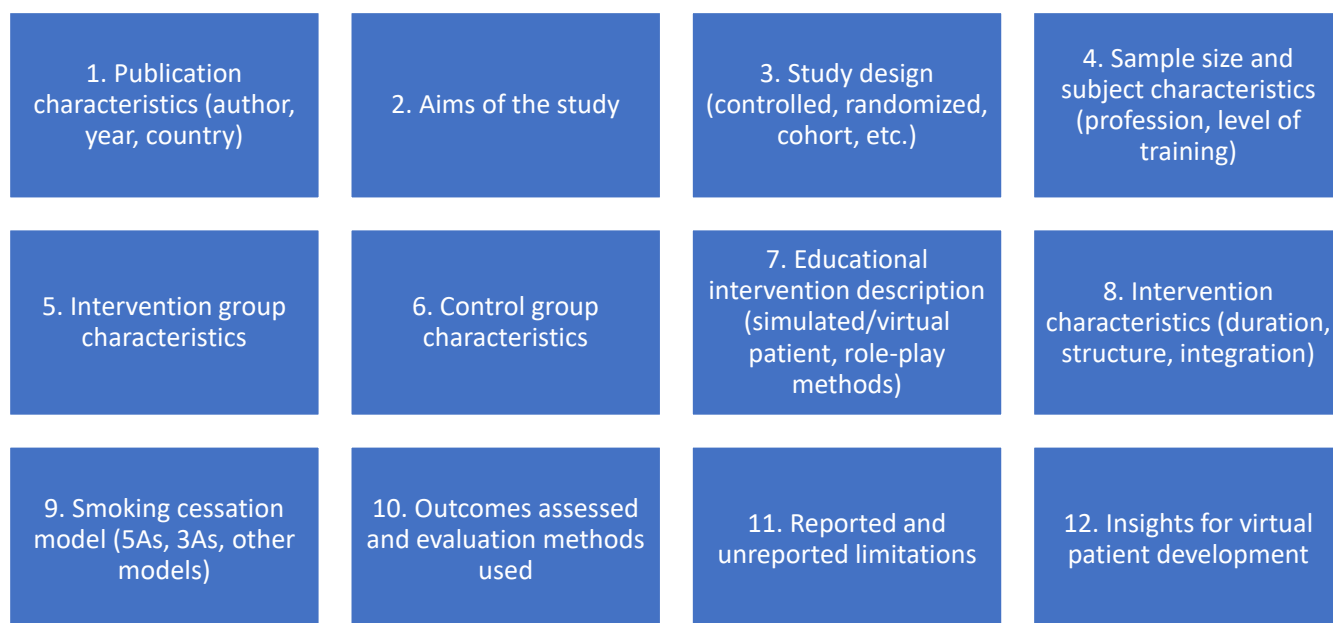 1. Publication
characteristics (author,
year, country)
2. Aims of the study
3. Study design
(controlled, randomized,
cohort, etc.)
4. Sample size and
subject characteristics
(profession, level of
training)
5. Intervention group
characteristics
6. Control group
characteristics
7. Educational
intervention description
(simulated/virtual
patient, role-play
methods)
8. Intervention
characteristics (duration,
structure, integration)
9. Smoking cessation
model (5As, 3As, other
models)
10. Outcomes assessed
and evaluation methods
used
11. Reported and
unreported limitations
12. Insights for virtual
patient development